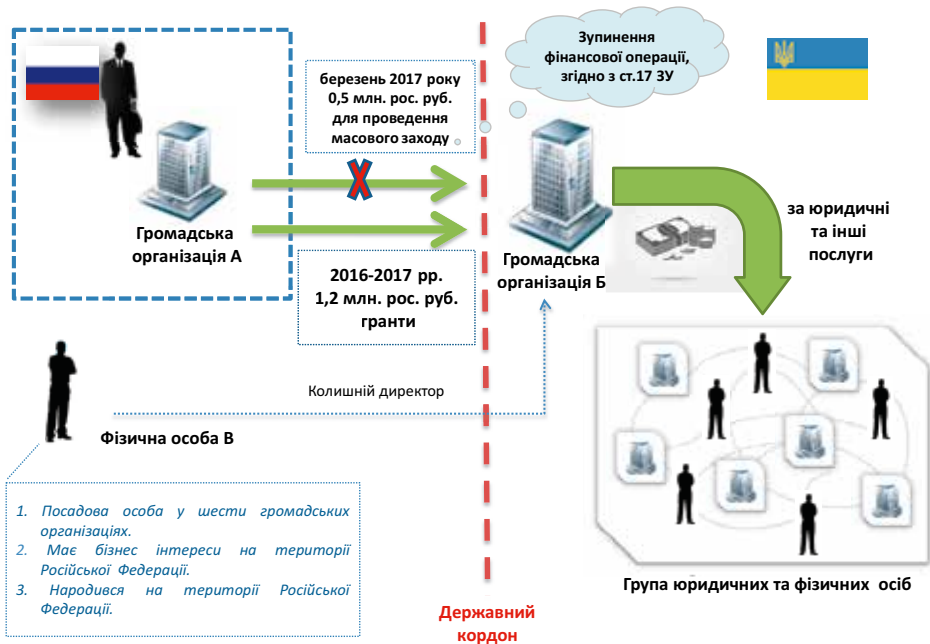 Зупинення
фінансової операції,
згідно з ст.17 ЗУ
березень 2017 року
0,5 млн. рос. руб.
для проведення
масового заходу
Громадська
організація А
2016-2017 рр.
1,2 млн. рос. руб.
гранти
Громадська
організація Б
за юридичні
та інші
послуги
Колишній директор
Фізична особа В
1. Посадова особа у шести громадських
організаціях.
2. Має бізнес інтереси на території
Російської Федерації.
3. Народився на території Російської
Федерації.
Група юридичних та фізичних осіб
Державний
кордон